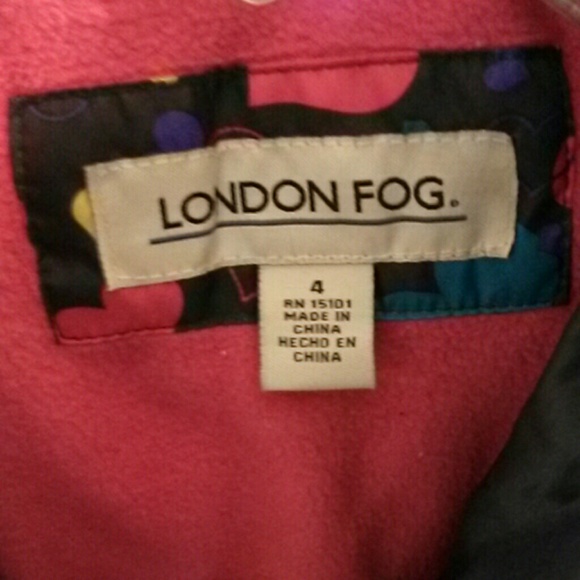 LONDON FOG.
4
RN 15101
MADE IN
CHINA
HECHO EN
CHINA